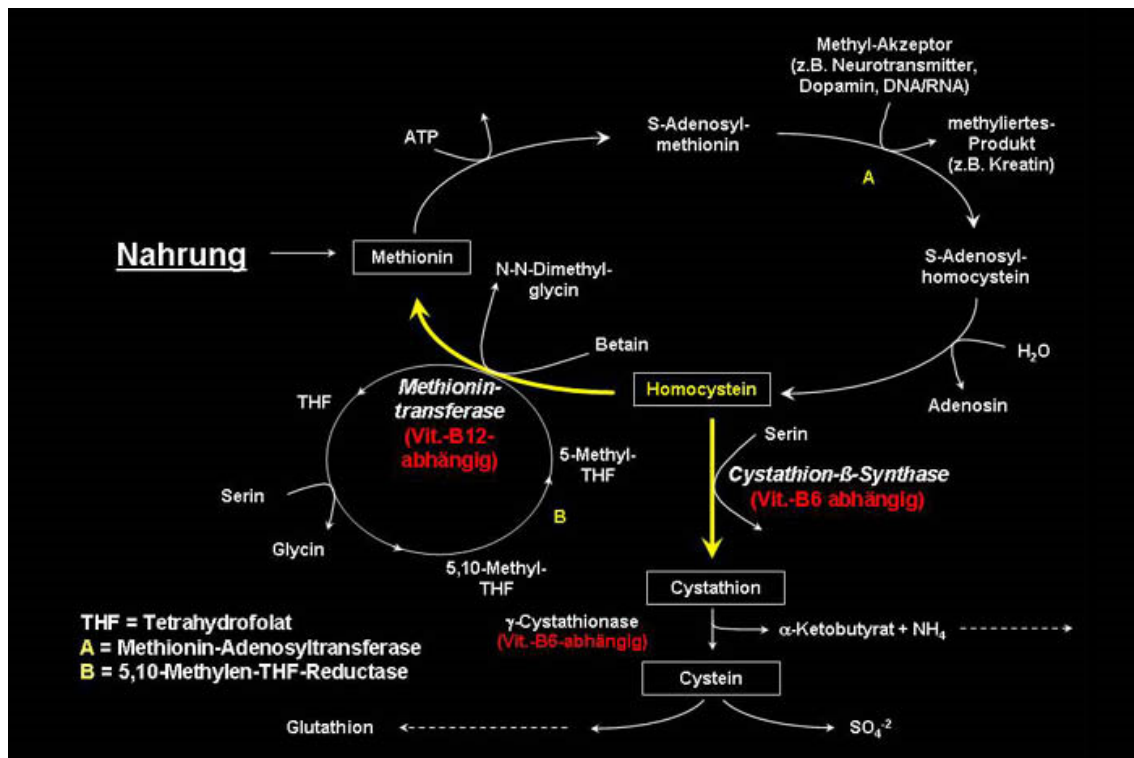 Methyl-Akzeptor
(z.B. Neurotransmitter,
Dopamin, DNA/RNA)
ATP
S-Adenosyl-
methionin
methyliertes-
Produkt
(z.B. Kreatin)
A
Nahrung
Methionin
N-N-Dimethyl-
glycin
S-Adenosyl-
homocystein
Betain
H₂O
Methionin-
transferase
(Vit.-B12-
abhängig)
THF
Homocystein
Adenosin
5-Methyl-
THF
Serin
Cystathion-ß-Synthase
(Vit.-B6 abhängig)
Serin
Glycin
B
5,10-Methyl-
THF
Cystathion
THF = Tetrahydrofolat
A = Methionin-Adenosyltransferase
B = 5,10-Methylen-THF-Reductase
γ-Cystathionase
(Vit.-B6-abhängig)
α-Ketobutyrat + NH₄
Cystein
Glutathion
SO₄⁻²